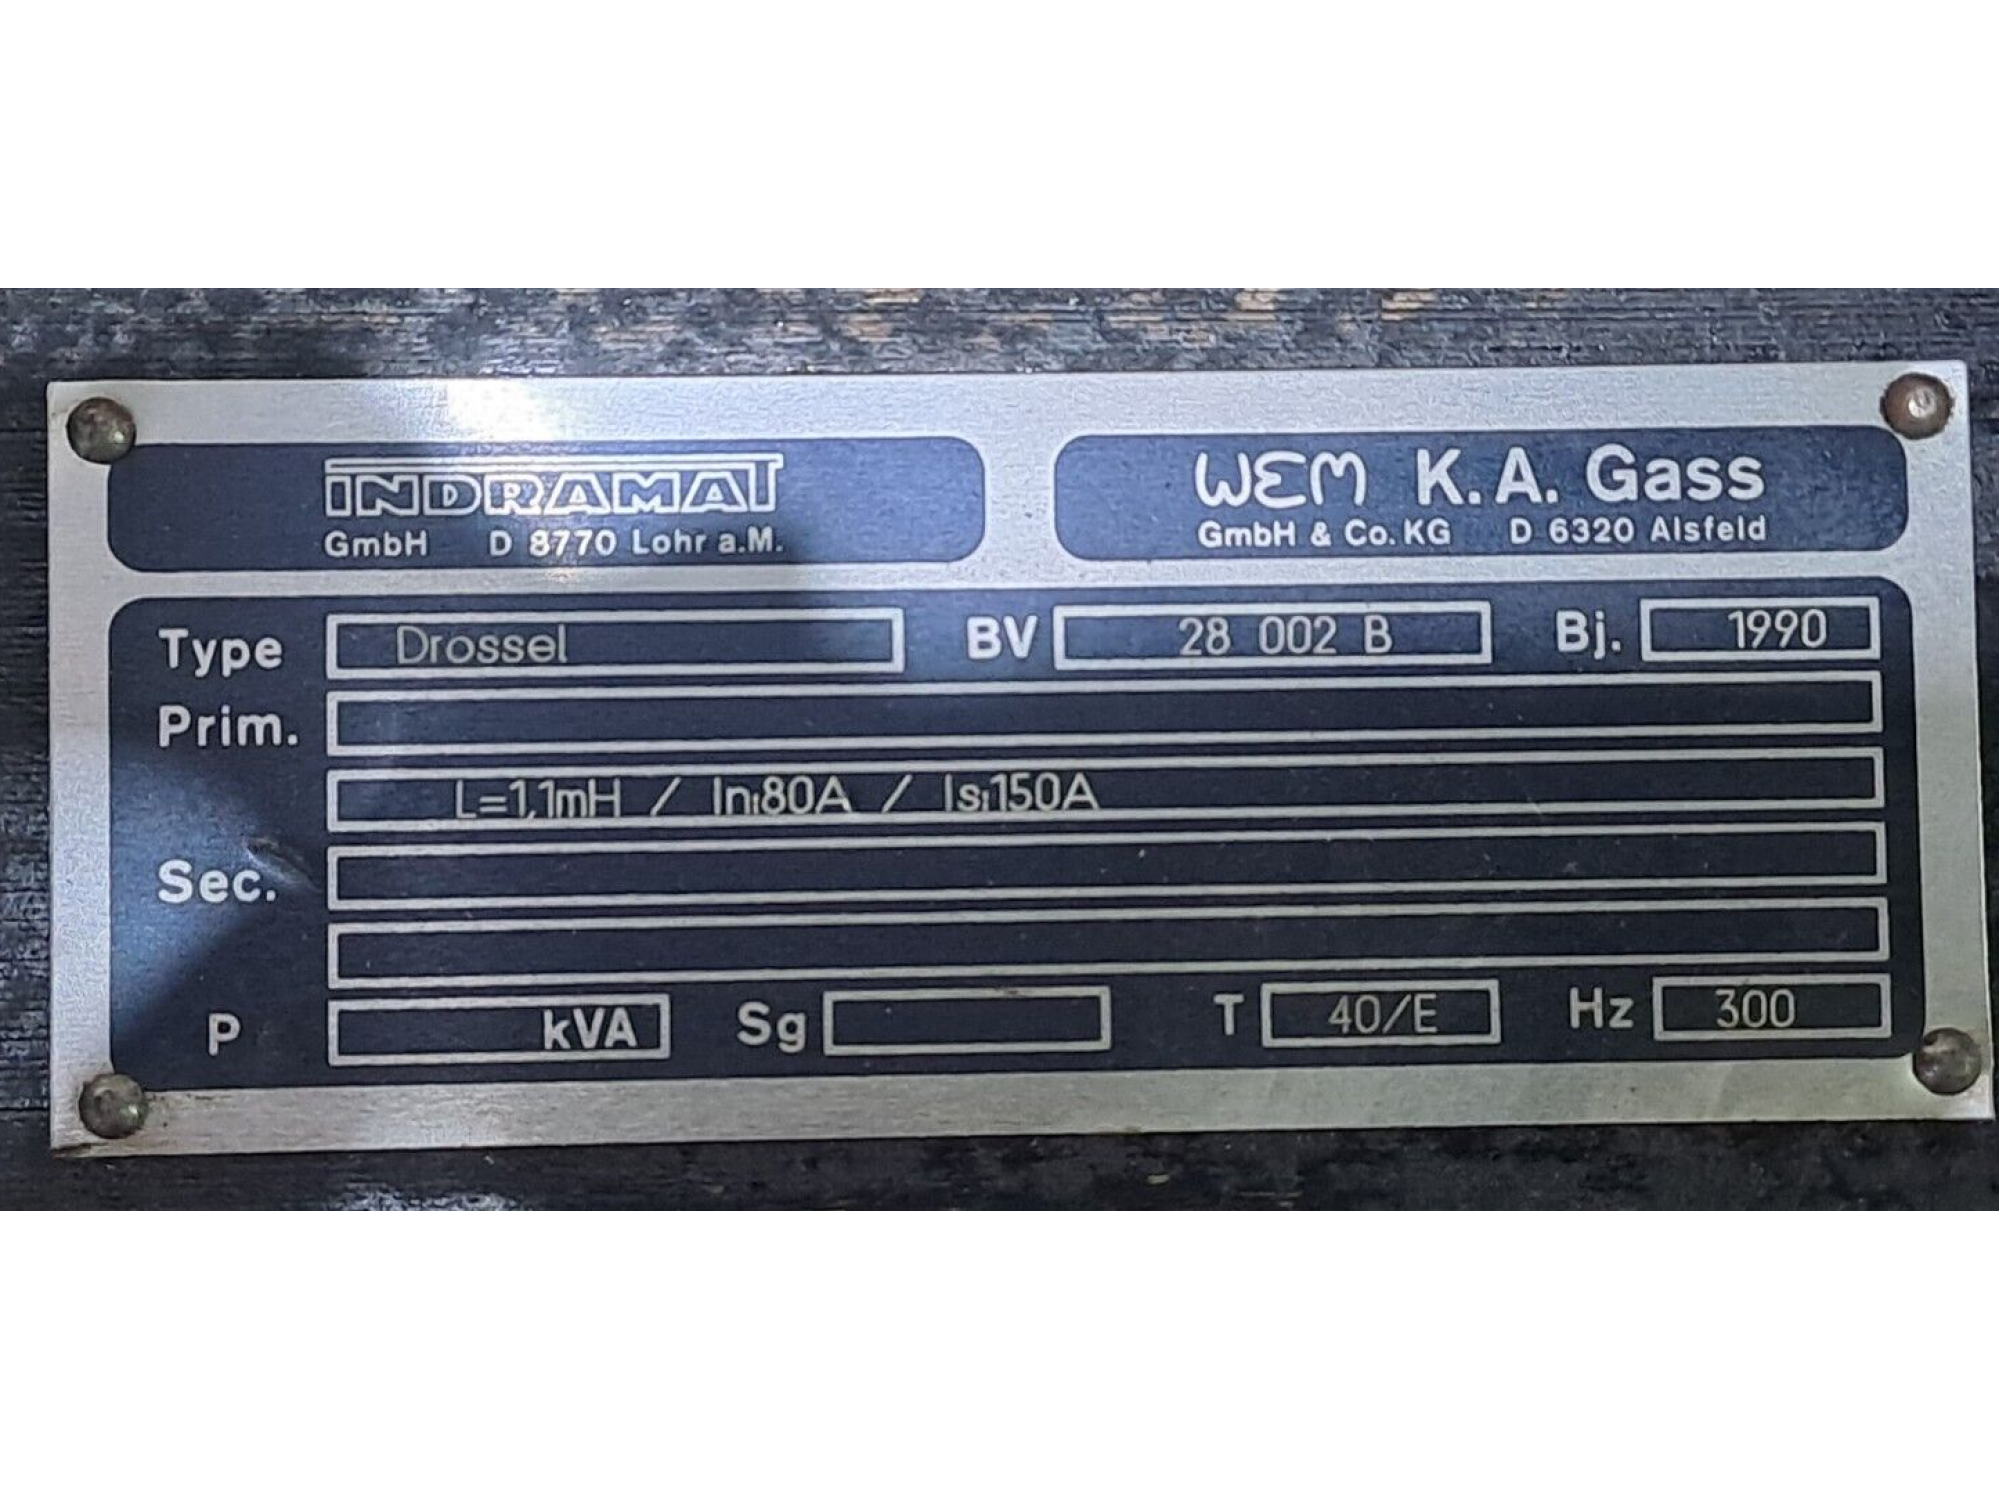 INDRAMAT
GmbH D 8770 Lohr a.M.
WEM K.A. Gass
GmbH & Co. KG D 6320 Alsfeld
Type Drossel BV 28 002 B Bj. 1990
Prim.
L=1,1mH / In¡80A / Is¡150A
Sec.
P kVA Sg T 40/E Hz 300